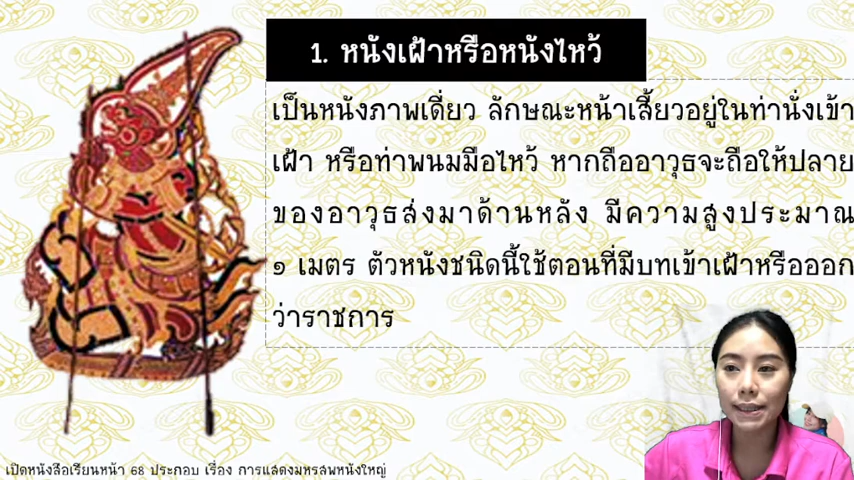 1. หนังเฝ้าหรือหนังไหว้
เป็นหนังภาพเดี่ยว ลักษณะหน้าเสี้ยวอยู่ในท่านั่งเข้า
เฝ้า หรือท่าพนมมือไหว้ หากถืออาวุธจะถือให้ปลาย
ของอาวุธส่งมาด้านหลัง มีความสูงประมาณ
๑ เมตร ตัวหนังชนิดนี้ใช้ตอนที่มีบทเข้าเฝ้าหรือออก
ว่าราชการ
เปิดหนังสือเรียนหน้า 68 ประกอบ เรื่อง การแสดงมหรสพหนังใหญ่